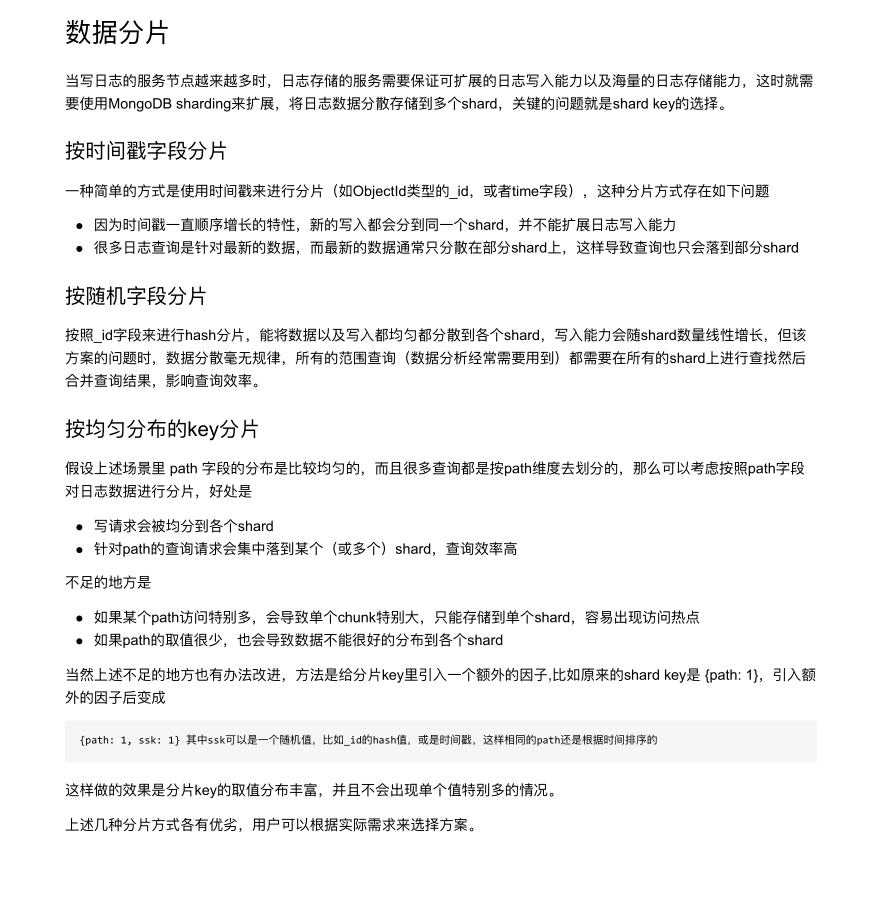 数据分片
当写日志的服务节点越来越多时，日志存储的服务需要保证可扩展的日志写入能力以及海量的日志存储能力，这时就需
要使用MongoDB sharding来扩展，将日志数据分散存储到多个shard，关键的问题就是shard key的选择。
按时间戳字段分片
一种简单的方式是使用时间戳来进行分片（如ObjectId类型的_id，或者time字段），这种分片方式存在如下问题
● 因为时间戳一直顺序增长的特性，新的写入都会分到同一个shard，并不能扩展日志写入能力
● 很多日志查询是针对最新的数据，而最新的数据通常只分散在部分shard上，这样导致查询也只会落到部分shard
按随机字段分片
按照_id字段来进行hash分片，能将数据以及写入都均匀都分散到各个shard，写入能力会随shard数量线性增长，但该
方案的问题时，数据分散毫无规律，所有的范围查询（数据分析经常需要用到）都需要在所有的shard上进行查找然后
合并查询结果，影响查询效率。
按均匀分布的key分片
假设上述场景里 path 字段的分布是比较均匀的，而且很多查询都是按path维度去划分的，那么可以考虑按照path字段
对日志数据进行分片，好处是
● 写请求会被均分到各个shard
● 针对path的查询请求会集中落到某个（或多个）shard，查询效率高
不足的地方是
● 如果某个path访问特别多，会导致单个chunk特别大，只能存储到单个shard，容易出现访问热点
● 如果path的取值很少，也会导致数据不能很好的分布到各个shard
当然上述不足的地方也有办法改进，方法是给分片key里引入一个额外的因子,比如原来的shard key是 {path: 1}，引入额
外的因子后变成
{path: 1, ssk: 1} 其中ssk可以是一个随机值，比如_id的hash值，或是时间戳，这样相同的path还是根据时间排序的
这样做的效果是分片key的取值分布丰富，并且不会出现单个值特别多的情况。
上述几种分片方式各有优劣，用户可以根据实际需求来选择方案。